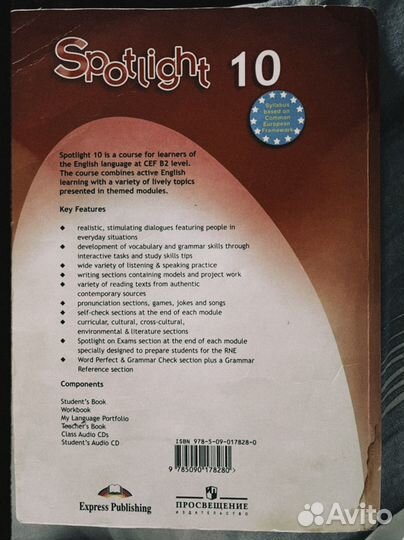 Spotlight 10
Syllabus
based on
Common
European
Framework
Spotlight 10 is a course for learners of
the English language at CEF B2 level.
The course combines active English
learning with a variety of lively topics
presented in themed modules.
Key Features
♦ realistic, stimulating dialogues featuring people in
everyday situations
♦ development of vocabulary and grammar skills through
interactive tasks and study skills tips
♦ wide variety of listening & speaking practice
♦ writing sections containing models and project work
♦ variety of reading texts from authentic
contemporary sources
♦ pronunciation sections, games, jokes and songs
♦ self-check sections at the end of each module
♦ curricular, cultural, cross-cultural,
environmental & literature sections
♦ Spotlight on Exams section at the end of each module
specially designed to prepare students for the RNE
♦ Word Perfect & Grammar Check section plus a Grammar
Reference section
Components
Student's Book
Workbook
My Language Portfolio
Teacher's Book
Class Audio CDs
Student's Audio CD
ISBN 978-5-09-017828-0
9 785090 178280 >
Express Publishing
ПРОСВЕЩЕНИЕ
ИЗДАТЕЛЬСТВО
Avito